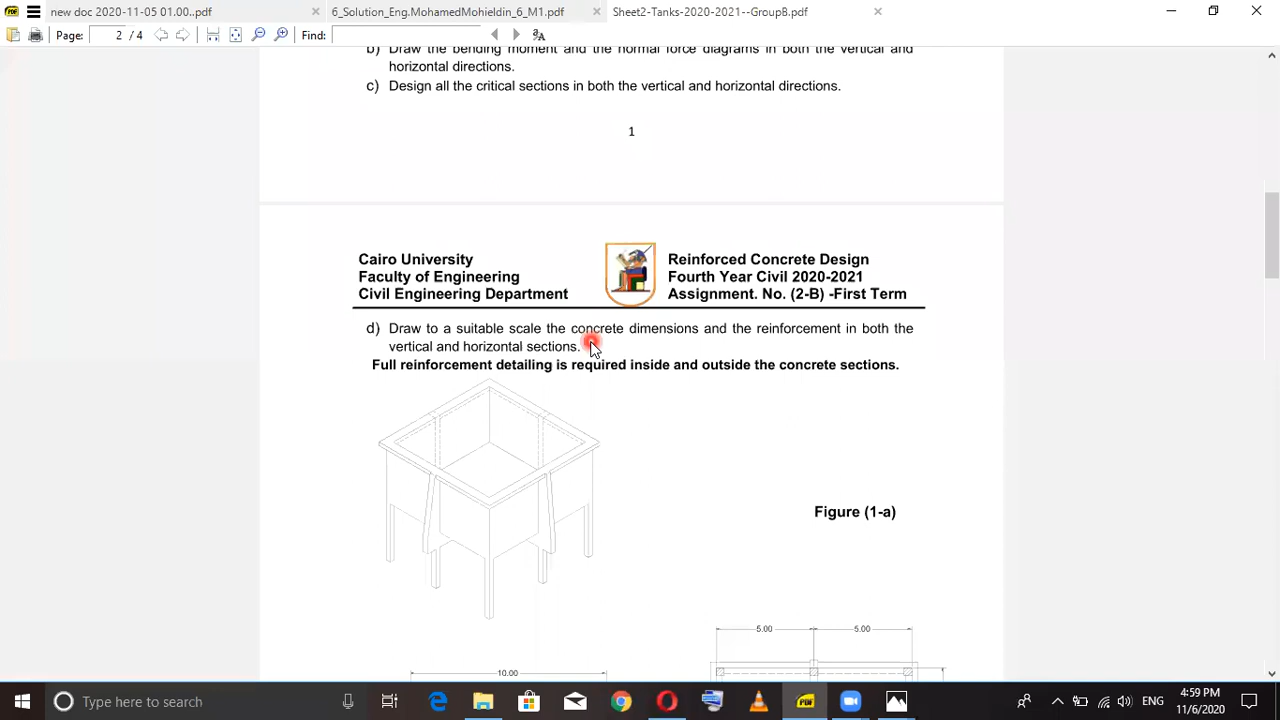 new doc 2020-11-05 01.00..pdf
6_Solution_Eng.MohamedMohieldin_6_M1.pdf
Sheet2-Tanks-2020-2021--GroupB.pdf
Page: 2 / 4
Find:
b) Draw the bending moment and the normal force diagrams in both the vertical and
horizontal directions.
c) Design all the critical sections in both the vertical and horizontal directions.
1
Cairo University
Faculty of Engineering
Civil Engineering Department
Reinforced Concrete Design
Fourth Year Civil 2020-2021
Assignment. No. (2-B) -First Term
d) Draw to a suitable scale the concrete dimensions and the reinforcement in both the
vertical and horizontal sections.
Full reinforcement detailing is required inside and outside the concrete sections.
Figure (1-a)
5.00
5.00
10.00
Type here to search
ENG
4:59 PM
11/6/2020